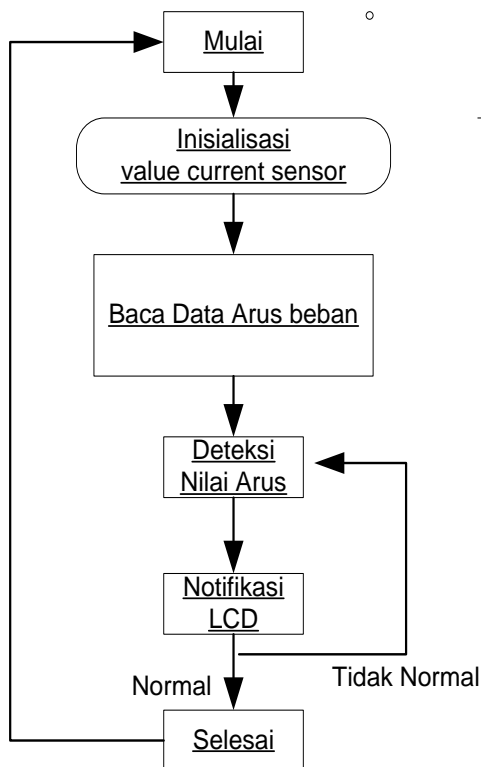 Mulai
Inisialisasi
value current sensor
Baca Data Arus beban
Deteksi
Nilai Arus
Notifikasi
LCD
Normal
Tidak Normal
Selesai